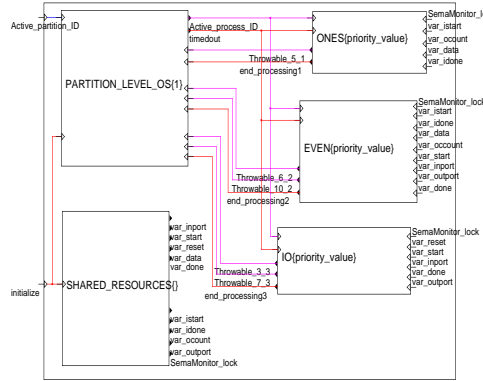 Active_partition_ID
PARTITION_LEVEL_OS{1}
Active_process_ID
timedout
Throwable_5_1
end_processing1
ONES{priority_value}
SemaMonitor_lock
var_istart
var_ocount
var_data
var_idone
Throwable_6_2
Throwable_10_2
end_processing2
EVEN{priority_value}
SemaMonitor_lock
var_istart
var_idone
var_data
var_occount
var_start
var_inport
var_outport
var_done
initialize
SHARED_RESOURCES{}
var_inport
var_start
var_reset
var_data
var_done
var_istart
var_idone
var_ocount
var_outport
SemaMonitor_lock
Throwable_3_3
Throwable_7_3
end_processing3
IO{priority_value}
SemaMonitor_lock
var_reset
var_start
var_inport
var_done
var_outport